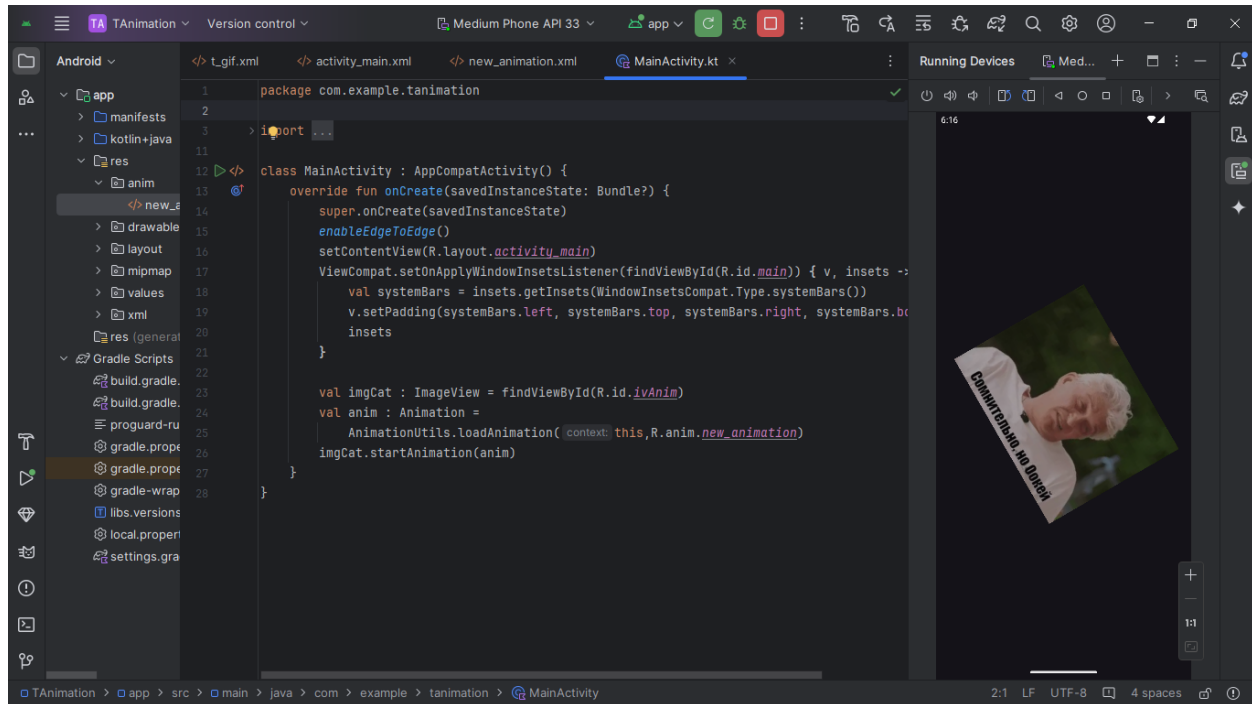 TA TAnimation Version control Medium Phone API 33 app
Android
t_gif.xml activity_main.xml new_animation.xml MainActivity.kt
Running Devices Med...
app
manifests
kotlin+java
res
anim
new_a
drawable
layout
mipmap
values
xml
res (generat
Gradle Scripts
build.gradle.
build.gradle.
proguard-ru
gradle.prope
gradle.prope
gradle-wrap
libs.versions
local.propert
settings.gra
1 package com.example.tanimation
2
3 import ...
11
12 class MainActivity : AppCompatActivity() {
13 override fun onCreate(savedInstanceState: Bundle?) {
14 super.onCreate(savedInstanceState)
15 enableEdgeToEdge()
16 setContentView(R.layout.activity_main)
17 ViewCompat.setOnApplyWindowInsetsListener(findViewById(R.id.main)) { v, insets ->
18 val systemBars = insets.getInsets(WindowInsetsCompat.Type.systemBars())
19 v.setPadding(systemBars.left, systemBars.top, systemBars.right, systemBars.bo
20 insets
21 }
22
23 val imgCat : ImageView = findViewById(R.id.ivAnim)
24 val anim : Animation =
25 AnimationUtils.loadAnimation( context: this,R.anim.new_animation)
26 imgCat.startAnimation(anim)
27 }
28 }
6:16
Сомнительно, но Оокей
1:1
TAnimation > app > src > main > java > com > example > tanimation > MainActivity
2:1 LF UTF-8 4 spaces